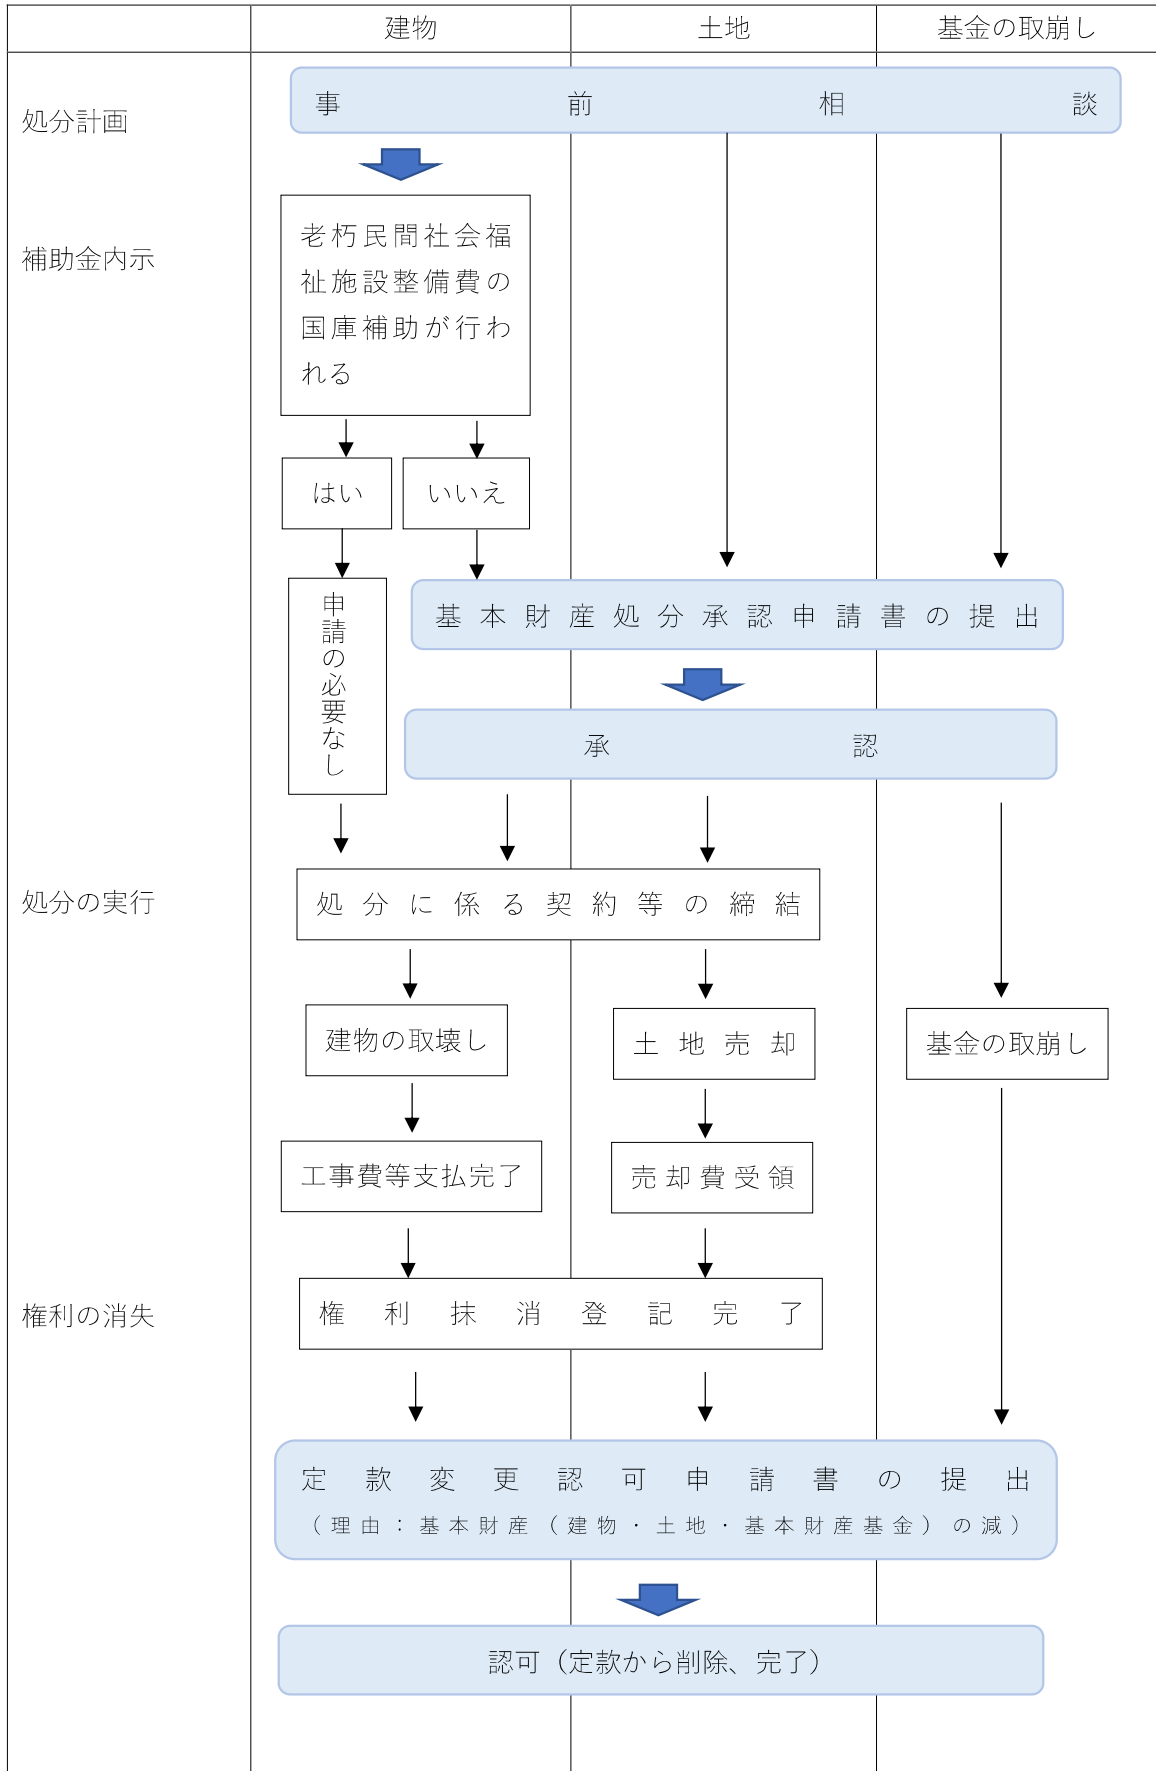 建物 土地 基金の取崩し
処分計画
事前相談
補助金内示
老朽民間社会福
祉施設整備費の
国庫補助が行わ
れる
はい いいえ
申請の必要なし
基本財産処分承認申請書の提出
承認
処分の実行
処分に係る契約等の締結
建物の取壊し 土地売却 基金の取崩し
工事費等支払完了 売却費受領
権利の消失
権利抹消登記完了
定款変更認可申請書の提出
（理由：基本財産（建物・土地・基本財産基金）の減）
認可（定款から削除、完了）